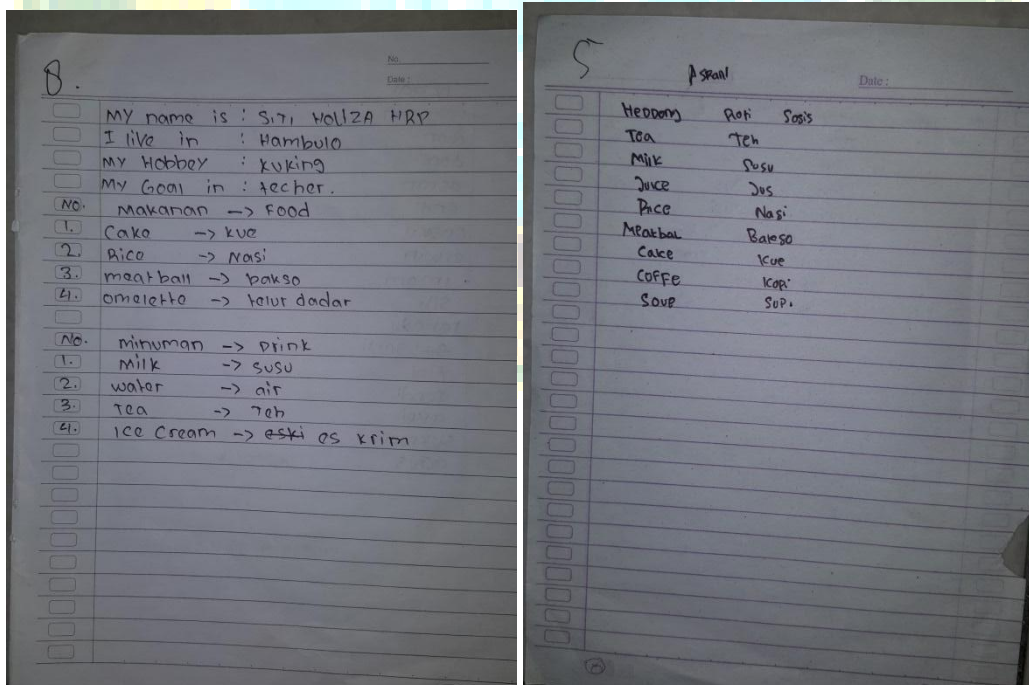 8.
No.
Date :
MY name is : SITI HOLIZA HRP
I live in : Hambulo
MY Hobbey : kuking
MY Goal in : techer.
No. Makanan -> Food
1. Cake -> kue
2. Rice -> Nasi
3. meatball -> bakso
4. omelette -> telur dadar
No. minuman -> Drink
1. milk -> susu
2. water -> air
3. Tea -> Teh
4. Ice cream -> eski es krim
5
ASRANI
Date :
Roti Sosis
Tea Teh
Milk Susu
Juice Jus
Rice Nasi
Meatbal Bakso
Cake Kue
COFFE Kopi
Soup Sup.